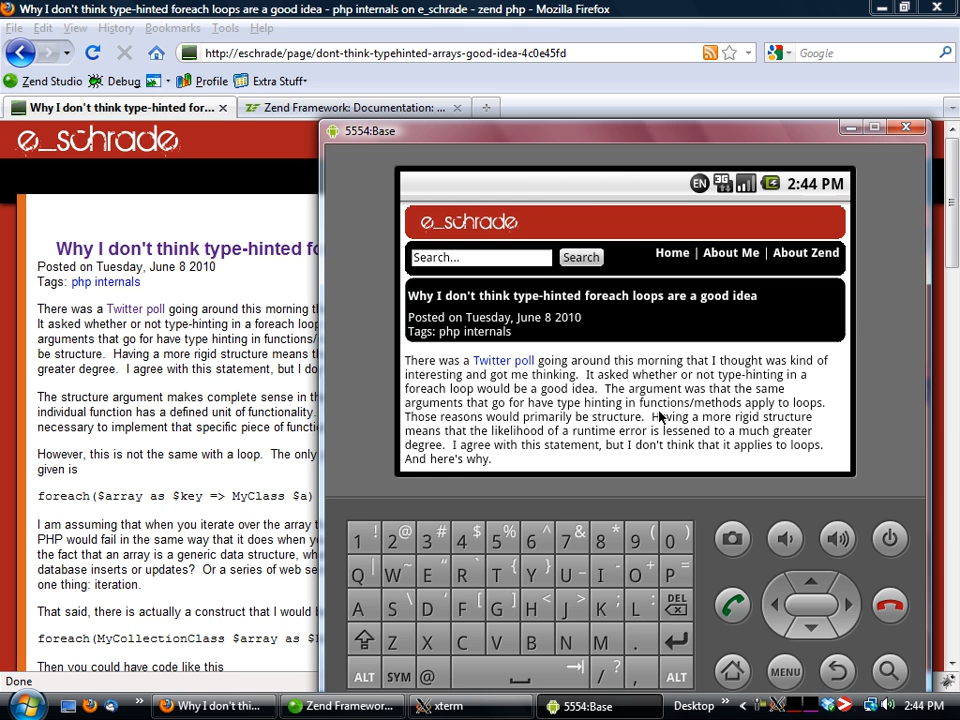 Why I don't think type-hinted foreach loops are a good idea - php internals on e_schrade - zend php - Mozilla Firefox
File Edit View History Bookmarks Tools Help
http://eschrade/page/dont-think-typehinted-arrays-good-idea-4c0e45fd
Google
Zend Studio Debug Profile Extra Stuff
Why I don't think type-hinted for...
Zend Framework: Documentation: ...
e_schrade
Why I don't think type-hinted fo
Posted on Tuesday, June 8 2010
Tags: php internals
There was a Twitter poll going around this morning th
It asked whether or not type-hinting in a foreach loop
arguments that go for have type hinting in functions/
be structure. Having a more rigid structure means th
greater degree. I agree with this statement, but I do
The structure argument makes complete sense in th
individual function has a defined unit of functionality.
necessary to implement that specific piece of functi
However, this is not the same with a loop. The only
given is
foreach($array as $key => MyClass $a)
I am assuming that when you iterate over the array t
PHP would fail in the same way that it does when yo
the fact that an array is a generic data structure, wh
database inserts or updates? Or a series of web se
one thing: iteration.
That said, there is actually a construct that I would b
foreach(MyCollectionClass $array as $
Then you could have code like this
Done
5554:Base
EN 3G 2:44 PM
e_schrade
Search... Search Home | About Me | About Zend
Why I don't think type-hinted foreach loops are a good idea
Posted on Tuesday, June 8 2010
Tags: php internals
There was a Twitter poll going around this morning that I thought was kind of
interesting and got me thinking. It asked whether or not type-hinting in a
foreach loop would be a good idea. The argument was that the same
arguments that go for have type hinting in functions/methods apply to loops.
Those reasons would primarily be structure. Having a more rigid structure
means that the likelihood of a runtime error is lessened to a much greater
degree. I agree with this statement, but I don't think that it applies to loops.
And here's why.
1 ! 2 @ 3 # 4 $ 5 % 6 ^ 7 & 8 * 9 ( 0 )
Q | W ~ E " R ` T { Y } U _ I - O + P =
A S \ D ' F [ G ] H < J > K ; L : DEL
Z X C V B N M .
ALT SYM @ / ? , ALT
MENU
Why I don't thi...
Zend Framewor...
xterm
5554:Base
Desktop
2:44 PM